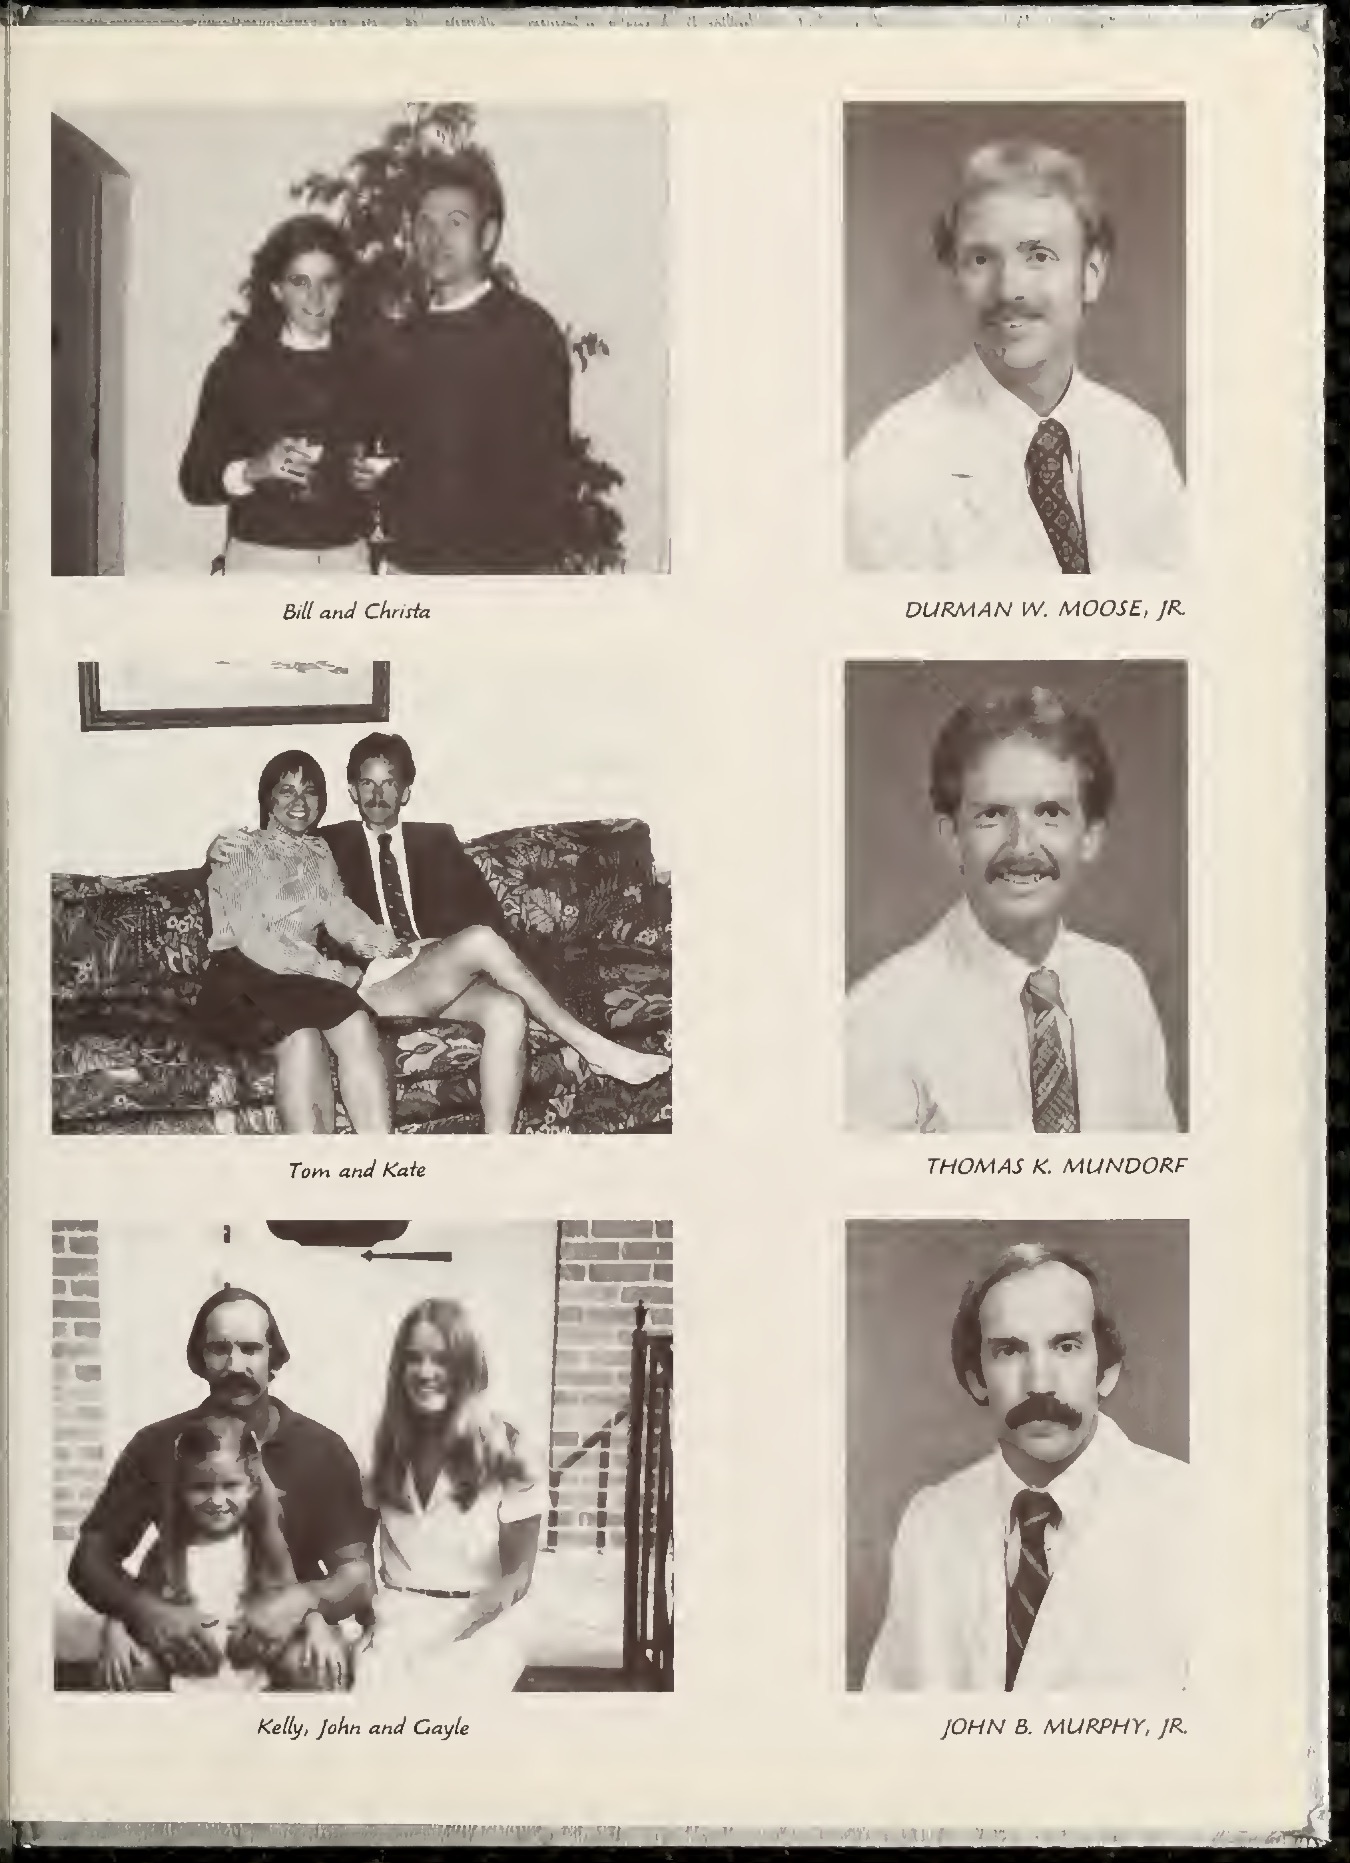 Bill and Christa
DURMAN W. MOOSE, JR.
Tom and Kate
THOMAS K. MUNDORF
Kelly, John and Gayle
JOHN B. MURPHY, JR.